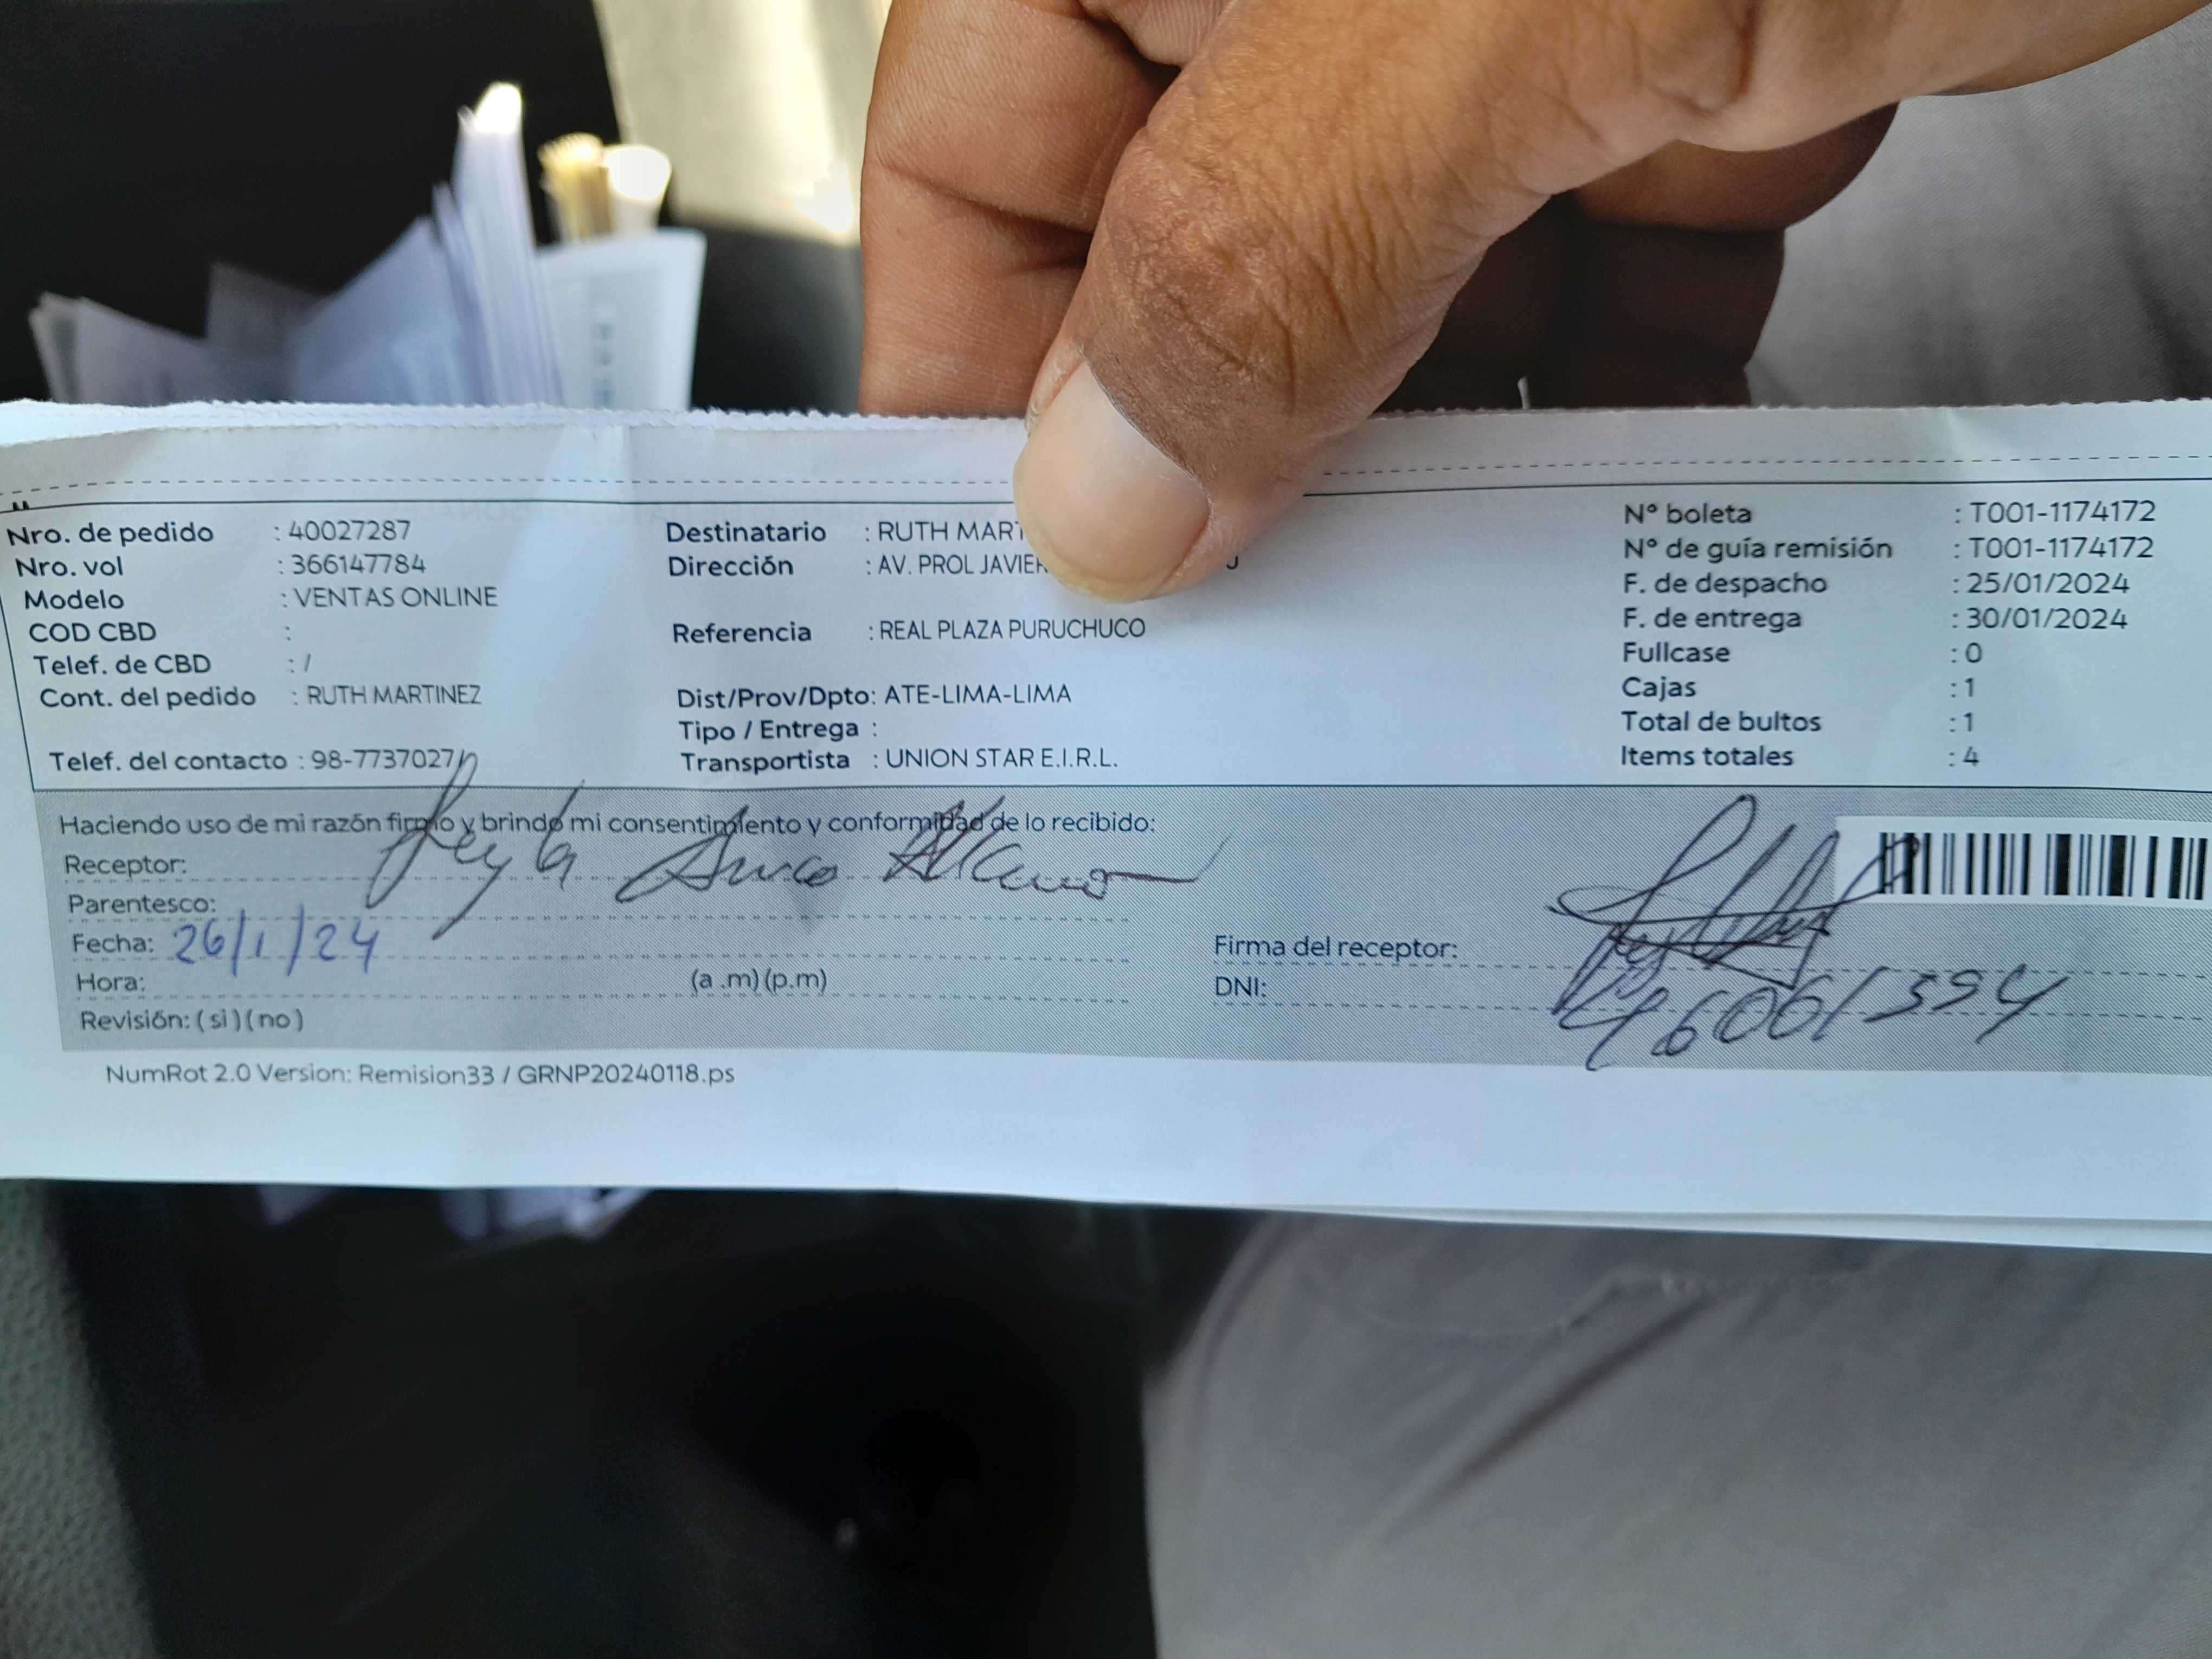 Nro. de pedido : 40027287
Nro. vol : 366147784
Modelo : VENTAS ONLINE
COD CBD :
Telef. de CBD : /
Cont. del pedido : RUTH MARTINEZ
Telef. del contacto : 98-7737027/
Destinatario : RUTH MART
Dirección : AV. PROL JAVIER
Referencia : REAL PLAZA PURUCHUCO
Dist/Prov/Dpto: ATE-LIMA-LIMA
Tipo / Entrega :
Transportista : UNION STAR E.I.R.L.
N° boleta : T001-1174172
N° de guía remisión : T001-1174172
F. de despacho : 25/01/2024
F. de entrega : 30/01/2024
Fullcase : 0
Cajas : 1
Total de bultos : 1
Items totales : 4
Haciendo uso de mi razón firmo y brindo mi consentimiento y conformidad de lo recibido:
Receptor: Leyla
Parentesco:
Fecha: 26/1/24
Hora: (a .m) (p.m)
Revisión: ( si ) ( no )
Firma del receptor:
DNI: 46061594
NumRot 2.0 Version: Remision33 / GRNP20240118.ps